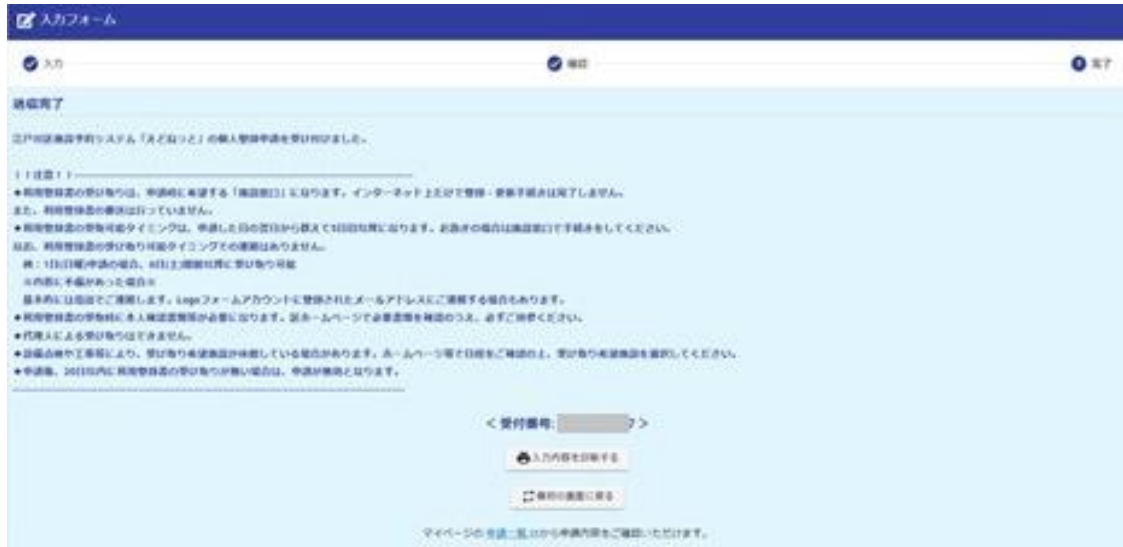 入力フォーム
入力
確認
完了
送信完了
江戸川区施設予約システム「えどねっと」の個人登録申請を受け付けました。
！！注意！！
★利用登録書の受け取りは、申請時に希望する「施設窓口」になります。インターネット上だけで登録・更新手続きは完了しません。
また、利用登録書の郵送は行っていません。
★利用登録書の受取可能タイミングは、申請した日の翌日から数えて5日目以降になります。お急ぎの場合は施設窓口で手続きをしてください。
なお、利用登録書の受け取り可能タイミングでの連絡はありません。
例：1日(日曜)申請の場合、6日(土)開館以降に受け取り可能
※内容に不備があった場合※
基本的には電話でご連絡します。Logoフォームアカウントに登録されたメールアドレスにご連絡する場合もあります。
★利用登録書の受取時に本人確認書類等が必要になります。区ホームページで必要書類を確認のうえ、必ずご持参ください。
★代理人による受け取りはできません。
★設備点検や工事等により、受け取り希望施設が休館している場合があります。ホームページ等で日程をご確認の上、受け取り希望施設を選択してください。
★申請後、20日以内に利用登録書の受け取りが無い場合は、申請が無効となります。
＜受付番号: 7＞
入力内容を印刷する
最初の画面に戻る
マイページの 申請一覧 から申請内容をご確認いただけます。